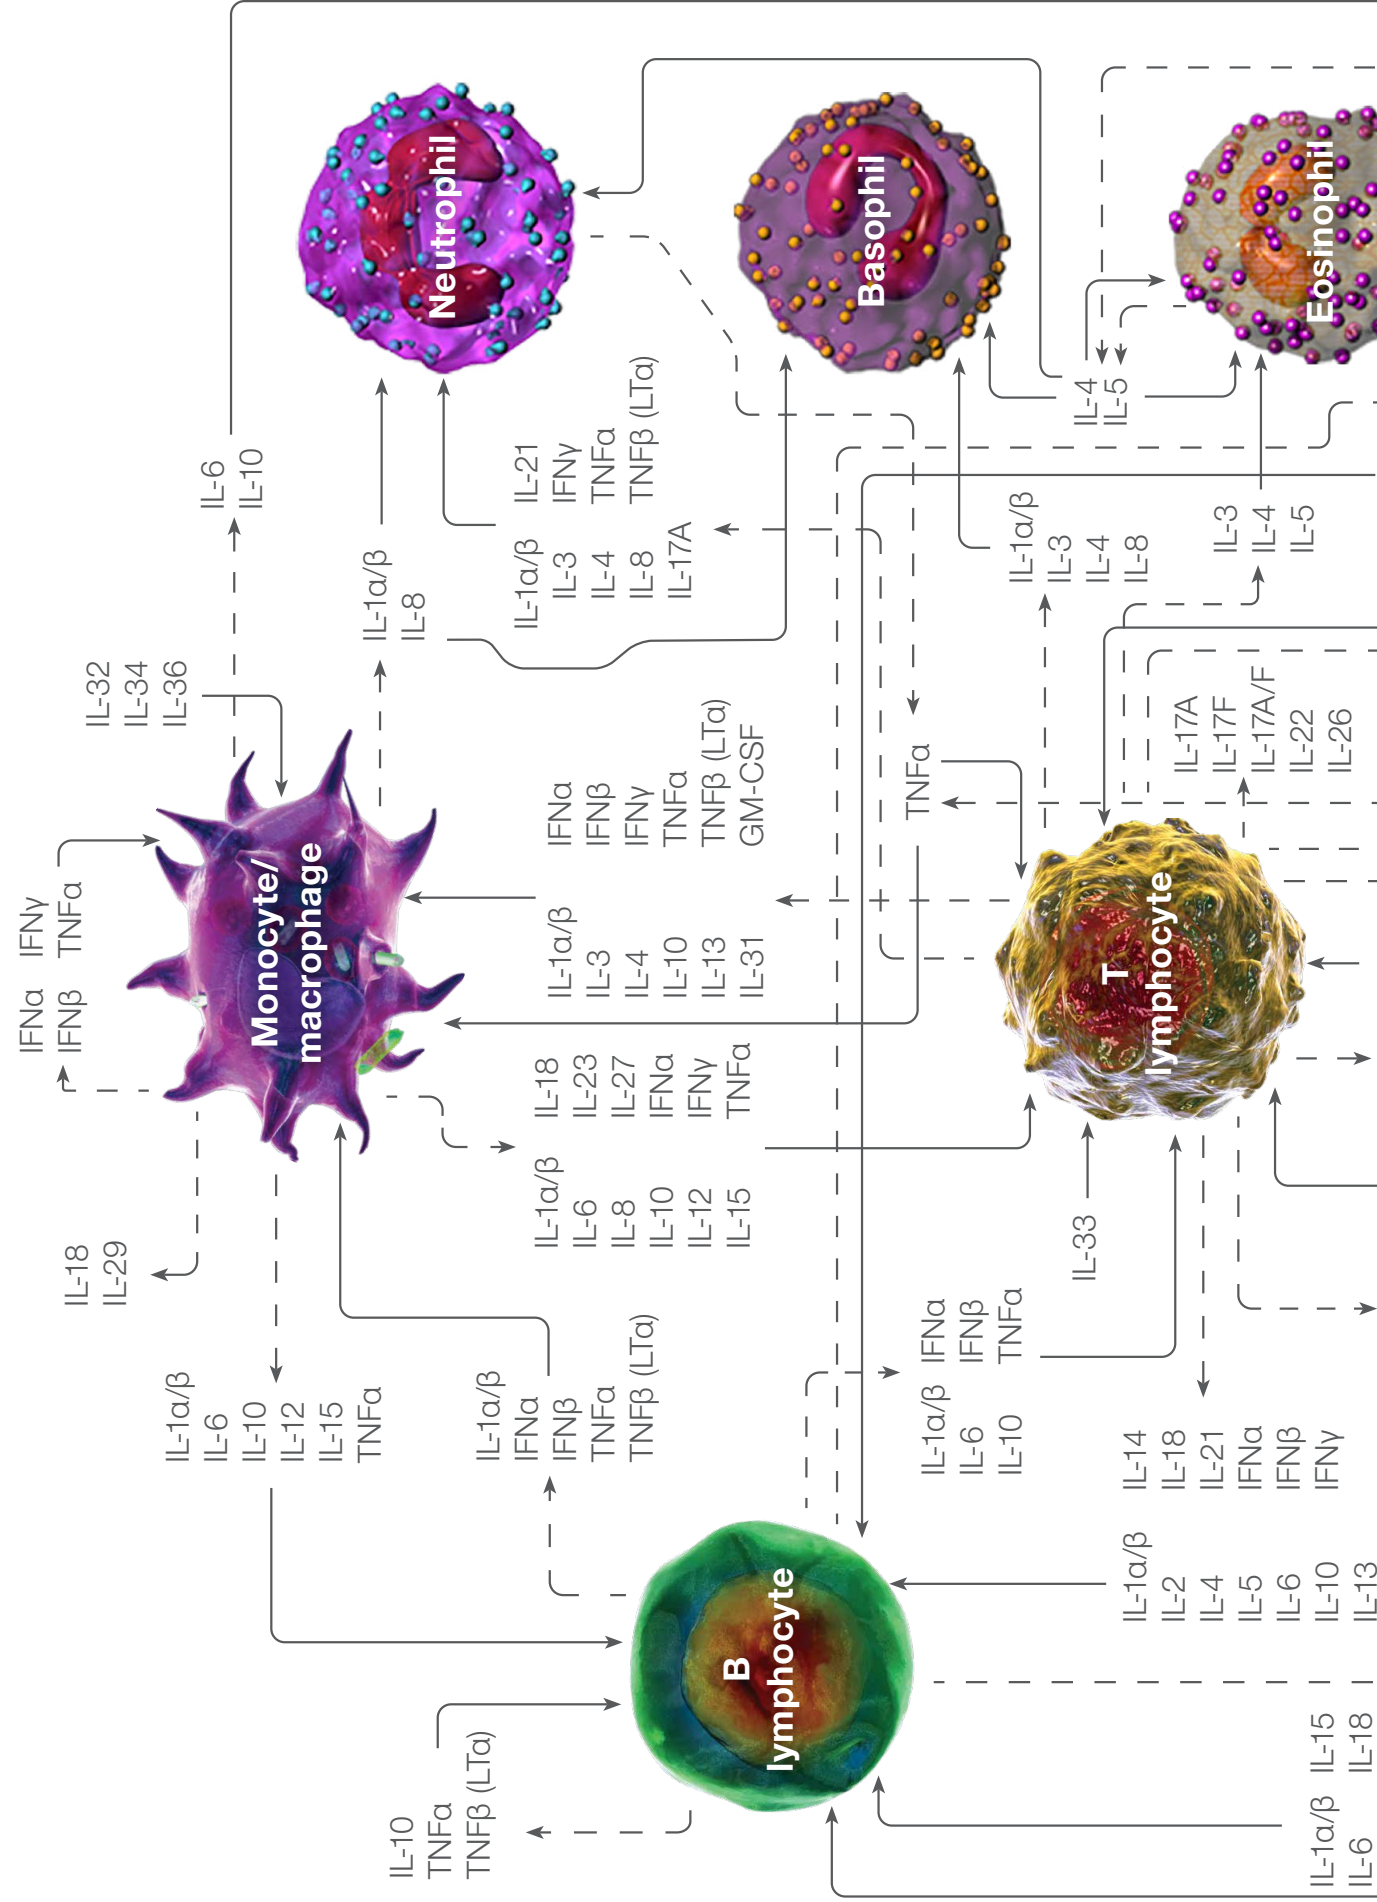 IL-10
TNFα
TNFβ (LTα)
IL-1α/β
IL-6
IL-10
IL-12
IL-15
TNFα
IL-18
IL-29
IFNα
IFNβ
IFNγ
TNFα
IL-32
IL-34
IL-36
IL-6
IL-10
Monocyte/
macrophage
IL-1α/β
IL-8
Neutrophil
IL-1α/β
IFNα
IFNβ
TNFα
TNFβ (LTα)
IL-1α/β
IL-6
IL-8
IL-10
IL-12
IL-15
IL-18
IL-23
IL-27
IFNα
IFNγ
TNFα
IL-1α/β
IL-3
IL-4
IL-10
IL-13
IL-31
IFNα
IFNβ
IFNγ
TNFα
TNFβ (LTα)
GM-CSF
IL-1α/β
IL-3
IL-4
IL-8
IL-17A
IL-21
IFNγ
TNFα
TNFβ (LTα)
B
lymphocyte
Basophil
TNFα
IL-1α/β
IL-6
IL-10
IFNα
IFNβ
TNFα
IL-33
T
lymphocyte
IL-1α/β
IL-3
IL-4
IL-8
IL-4
IL-5
IL-1α/β
IL-2
IL-4
IL-5
IL-6
IL-10
IL-13
IL-14
IL-18
IL-21
IFNα
IFNβ
IFNγ
IL-17A
IL-17F
IL-17A/F
IL-22
IL-26
IL-3
IL-4
IL-5
Eosinophil
IL-1α/β
IL-6
IL-15
IL-18